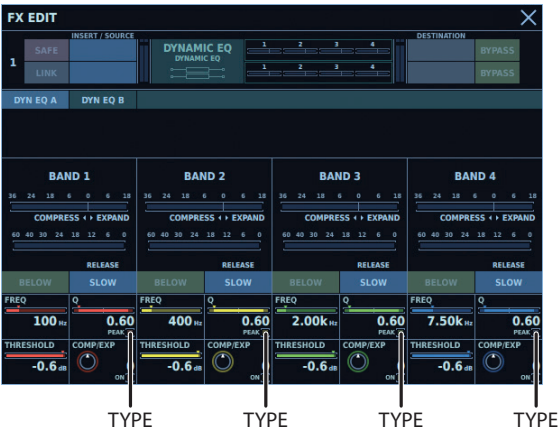 FX EDIT
INSERT / SOURCE DESTINATION
1 SAFE LINK DYNAMIC EQ DYNAMIC EQ 1 2 3 4 BYPASS
1 2 3 4 BYPASS
DYN EQ A DYN EQ B
BAND 1 BAND 2 BAND 3 BAND 4
36 24 18 6 0 6 18 36 24 18 6 0 6 18 36 24 18 6 0 6 18 36 24 18 6 0 6 18
COMPRESS EXPAND COMPRESS EXPAND COMPRESS EXPAND COMPRESS EXPAND
60 40 30 24 18 12 6 0 60 40 30 24 18 12 6 0 60 40 30 24 18 12 6 0 60 40 30 24 18 12 6 0
RELEASE RELEASE RELEASE RELEASE
BELOW SLOW BELOW SLOW BELOW SLOW BELOW SLOW
FREQ Q FREQ Q FREQ Q FREQ Q
100 Hz 0.60 400 Hz 0.60 2.00k Hz 0.60 7.50k Hz 0.60
PEAK PEAK PEAK PEAK
THRESHOLD COMP/EXP THRESHOLD COMP/EXP THRESHOLD COMP/EXP THRESHOLD COMP/EXP
-0.6 dB -0.6 dB -0.6 dB -0.6 dB
ON ON ON ON
TYPE TYPE TYPE TYPE